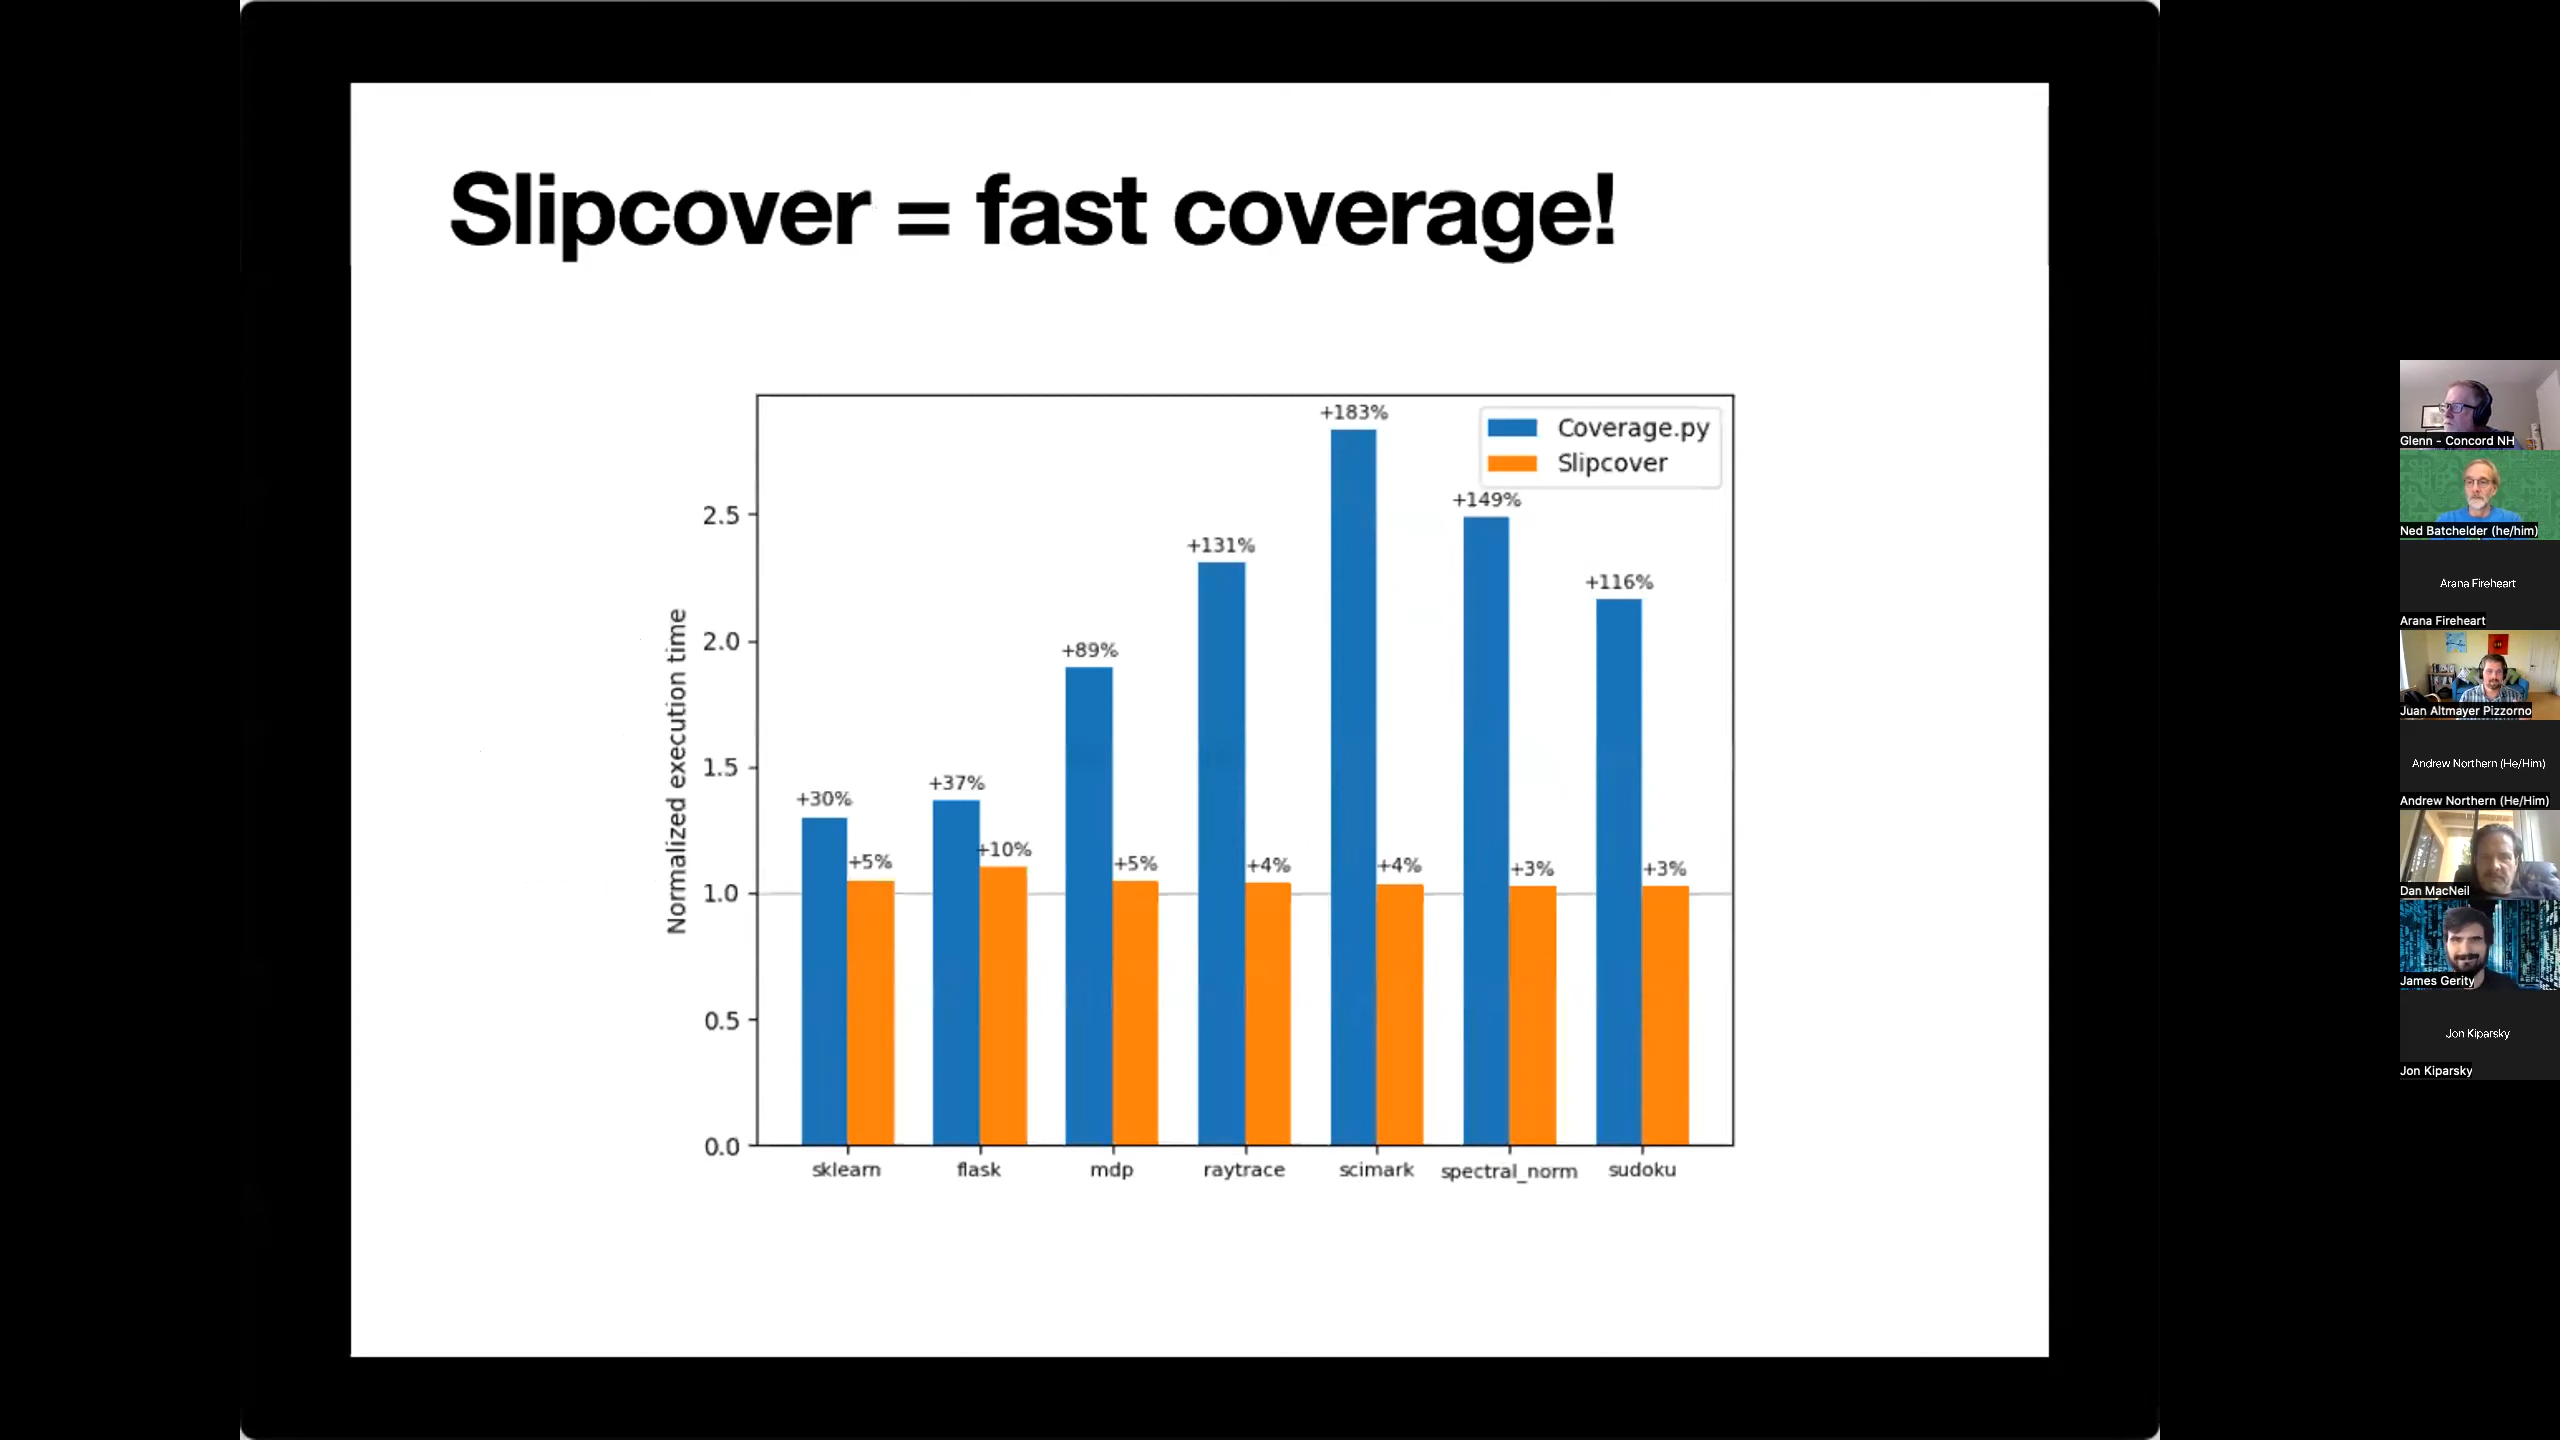 Slipcover = fast coverage!
+183%
Coverage.py
Slipcover
+149%
2.5
+131%
+116%
2.0
+89%
Normalized execution time
1.5
+37%
+30%
+10%
+5%
+5%
+4%
+4%
+3%
+3%
1.0
0.5
0.0
sklearn
flask
mdp
raytrace
scimark
spectral_norm
sudoku
Glenn - Concord NH
Ned Batchelder (he/him)
Arana Fireheart
Arana Fireheart
Juan Altmayer Pizzorno
Andrew Northern (He/Him)
Andrew Northern (He/Him)
Dan MacNeil
James Gerity
Jon Kiparsky
Jon Kiparsky